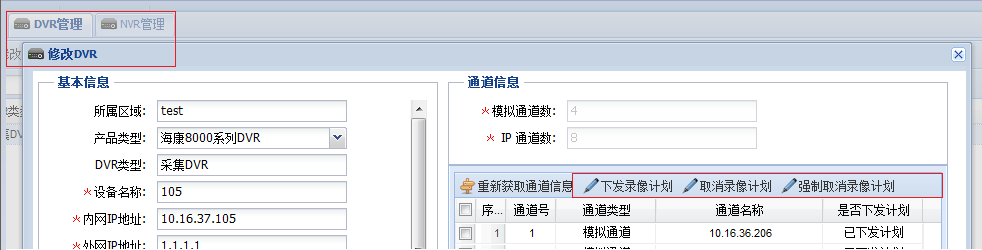 DVR管理 NVR管理
修改DVR
基本信息
所属区域: test
产品类型: 海康8000系列DVR
DVR类型: 采集DVR
*设备名称: 105
*内网IP地址: 10.16.37.105
*外网IP地址: 1.1.1.1
通道信息
*模拟通道数: 4
* IP 通道数: 8
重新获取通道信息 下发录像计划 取消录像计划 强制取消录像计划
序... 通道号 通道类型 通道名称 是否下发计划
1 1 模拟通道 10.16.36.206 已下发计划